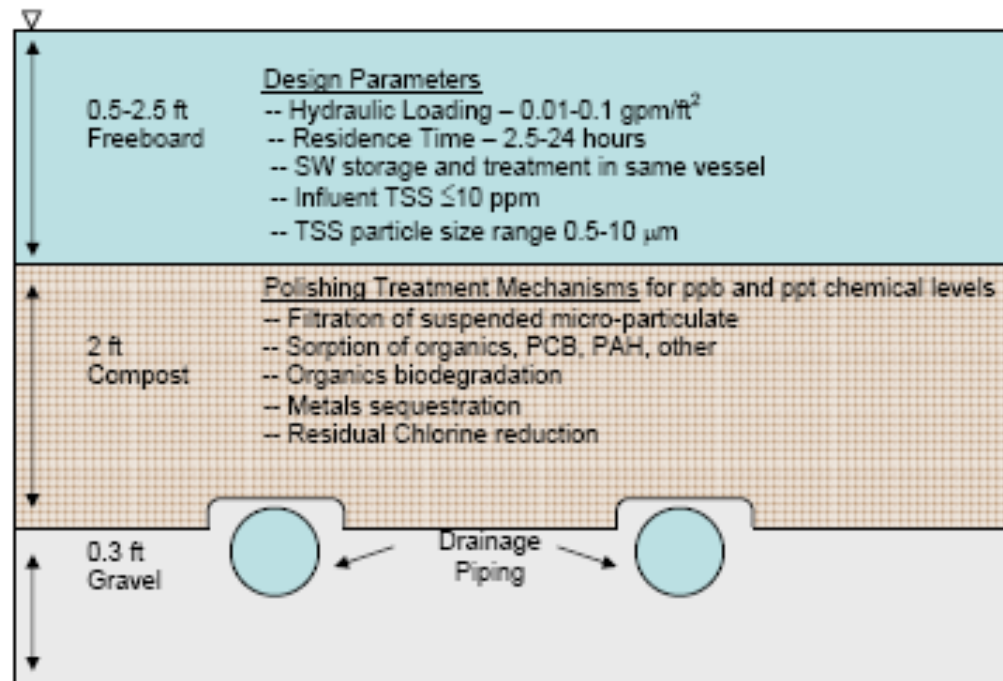 Design Parameters
0.5-2.5 ft
Freeboard
-- Hydraulic Loading – 0.01-0.1 gpm/ft²
-- Residence Time – 2.5-24 hours
-- SW storage and treatment in same vessel
-- Influent TSS ≤10 ppm
-- TSS particle size range 0.5-10 µm
Polishing Treatment Mechanisms for ppb and ppt chemical levels
2 ft
Compost
-- Filtration of suspended micro-particulate
-- Sorption of organics, PCB, PAH, other
-- Organics biodegradation
-- Metals sequestration
-- Residual Chlorine reduction
0.3 ft
Gravel
Drainage
Piping